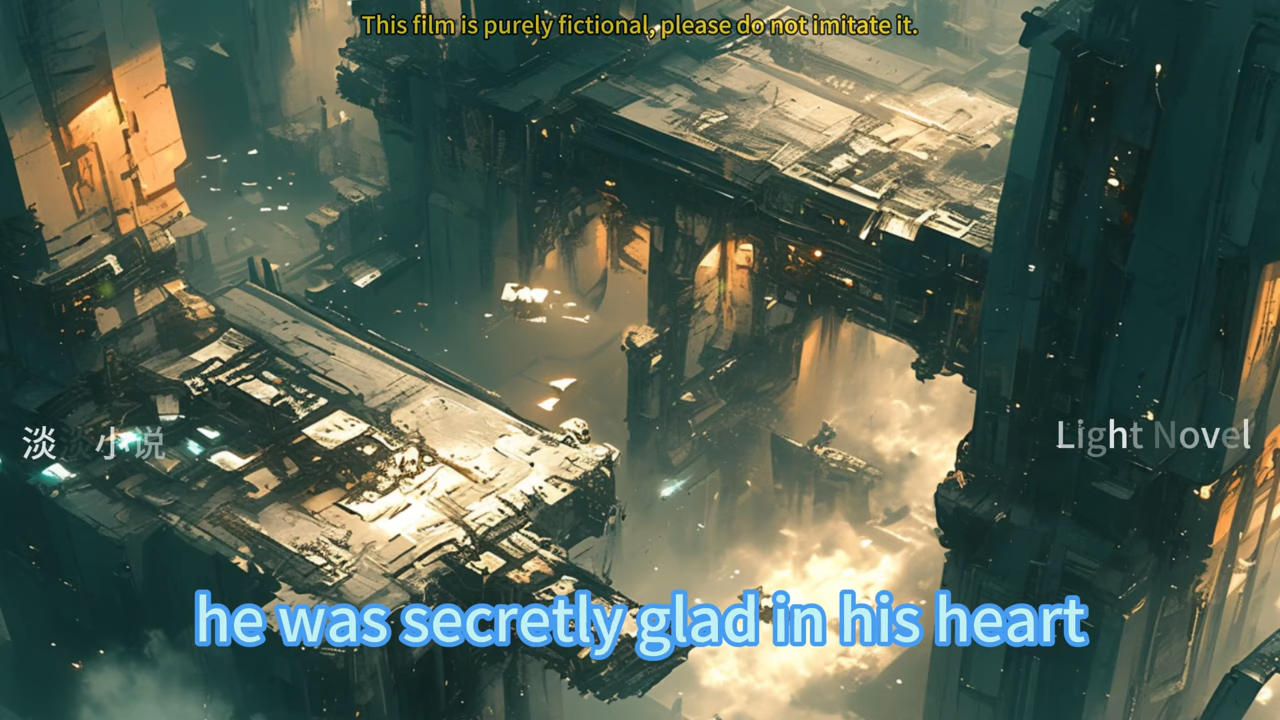 This film is purely fictional, please do not imitate it.
淡淡小说
Light Novel
he was secretly glad in his heart